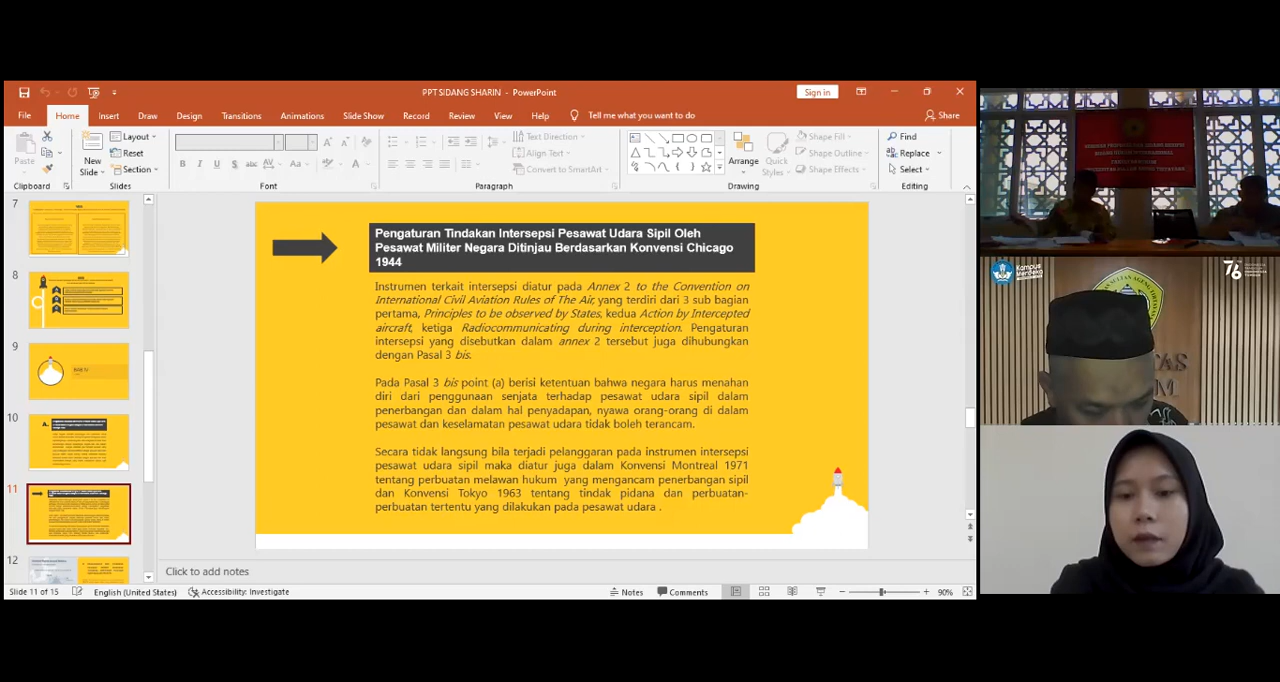 PPT SIDANG SHARIN - PowerPoint
Sign in
File Home Insert Draw Design Transitions Animations Slide Show Record Review View Help Tell me what you want to do Share
Paste
New Slide
Layout
Reset
Section
B I U S abc AV Aa A
Text Direction
Align Text
Convert to SmartArt
Arrange
Quick Styles
Shape Fill
Shape Outline
Shape Effects
Find
Replace
Select
Clipboard Slides Font Paragraph Drawing Editing
7
8
9
BAB IV
10
A.
11
12
Pengaturan Tindakan Intersepsi Pesawat Udara Sipil Oleh
Pesawat Militer Negara Ditinjau Berdasarkan Konvensi Chicago
1944
Instrumen terkait intersepsi diatur pada Annex 2 to the Convention on
International Civil Aviation Rules of The Air, yang terdiri dari 3 sub bagian
pertama, Principles to be observed by States, kedua Action by Intercepted
aircraft, ketiga Radiocommunicating during interception. Pengaturan
intersepsi yang disebutkan dalam annex 2 tersebut juga dihubungkan
dengan Pasal 3 bis.
Pada Pasal 3 bis point (a) berisi ketentuan bahwa negara harus menahan
diri dari penggunaan senjata terhadap pesawat udara sipil dalam
penerbangan dan dalam hal penyadapan, nyawa orang-orang di dalam
pesawat dan keselamatan pesawat udara tidak boleh terancam.
Secara tidak langsung bila terjadi pelanggaran pada instrumen intersepsi
pesawat udara sipil maka diatur juga dalam Konvensi Montreal 1971
tentang perbuatan melawan hukum yang mengancam penerbangan sipil
dan Konvensi Tokyo 1963 tentang tindak pidana dan perbuatan-
perbuatan tertentu yang dilakukan pada pesawat udara .
Click to add notes
Slide 11 of 15 English (United States) Accessibility: Investigate Notes Comments 90%
Kampus
Merdeka
76